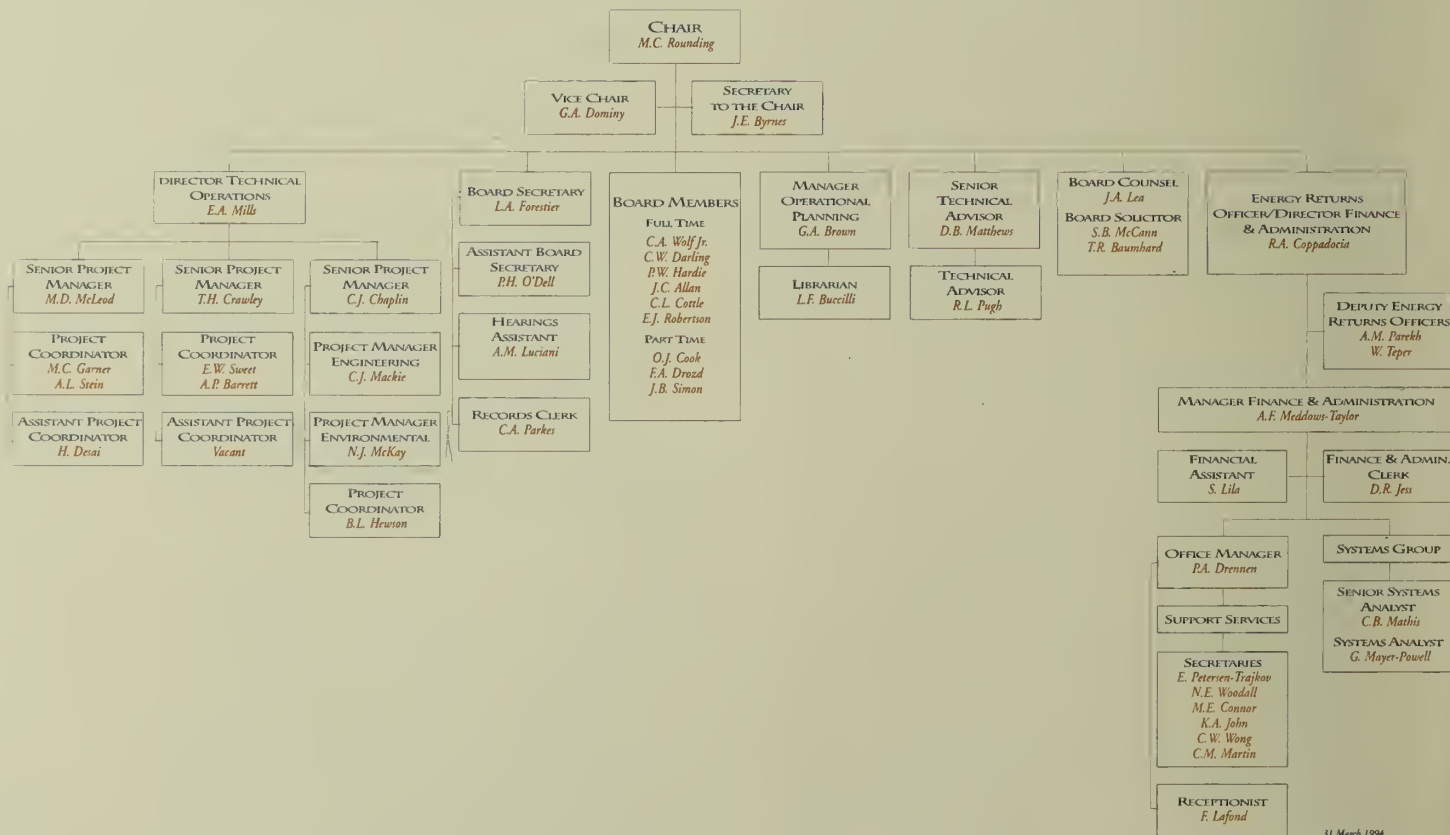 CHAIR
M.C. Rounding
VICE CHAIR
G.A. Dominy
SECRETARY
TO THE CHAIR
J.E. Byrnes
DIRECTOR TECHNICAL
OPERATIONS
E.A. Mills
SENIOR PROJECT
MANAGER
M.D. McLeod
PROJECT
COORDINATOR
M.C. Garner
A.L. Stein
ASSISTANT PROJECT
COORDINATOR
H. Desai
SENIOR PROJECT
MANAGER
T.H. Crawley
PROJECT
COORDINATOR
E.W. Sweet
A.P. Barrett
ASSISTANT PROJECT
COORDINATOR
Vacant
SENIOR PROJECT
MANAGER
C.J. Chaplin
PROJECT MANAGER
ENGINEERING
C.J. Mackie
PROJECT MANAGER
ENVIRONMENTAL
N.J. McKay
PROJECT
COORDINATOR
B.L. Hewson
BOARD SECRETARY
L.A. Forestier
ASSISTANT BOARD
SECRETARY
P.H. O'Dell
HEARINGS
ASSISTANT
A.M. Luciani
RECORDS CLERK
C.A. Parkes
BOARD MEMBERS
FULL TIME
C.A. Wolf Jr.
C.W. Darling
P.W. Hardie
J.C. Allan
C.L. Cottle
E.J. Robertson
PART TIME
O.J. Cook
F.A. Drozd
J.B. Simon
MANAGER
OPERATIONAL
PLANNING
G.A. Brown
LIBRARIAN
L.F. Buccilli
SENIOR
TECHNICAL
ADVISOR
D.B. Matthews
TECHNICAL
ADVISOR
R.L. Pugh
BOARD COUNSEL
J.A. Lea
BOARD SOLICITOR
S.B. McCann
T.R. Baumhard
ENERGY RETURNS
OFFICER/DIRECTOR FINANCE
& ADMINISTRATION
R.A. Coppadocia
DEPUTY ENERGY
RETURNS OFFICERS
A.M. Parekh
W. Teper
MANAGER FINANCE & ADMINISTRATION
A.F. Meddows-Taylor
FINANCIAL
ASSISTANT
S. Lila
FINANCE & ADMIN.
CLERK
D.R. Jess
OFFICE MANAGER
P.A. Drennen
SUPPORT SERVICES
SECRETARIES
E. Petersen-Trajkov
N.E. Woodall
M.E. Connor
K.A. John
C.W. Wong
C.M. Martin
RECEPTIONIST
F. Lafond
SYSTEMS GROUP
SENIOR SYSTEMS
ANALYST
C.B. Mathis
SYSTEMS ANALYST
G. Mayer-Powell
31 March 1994